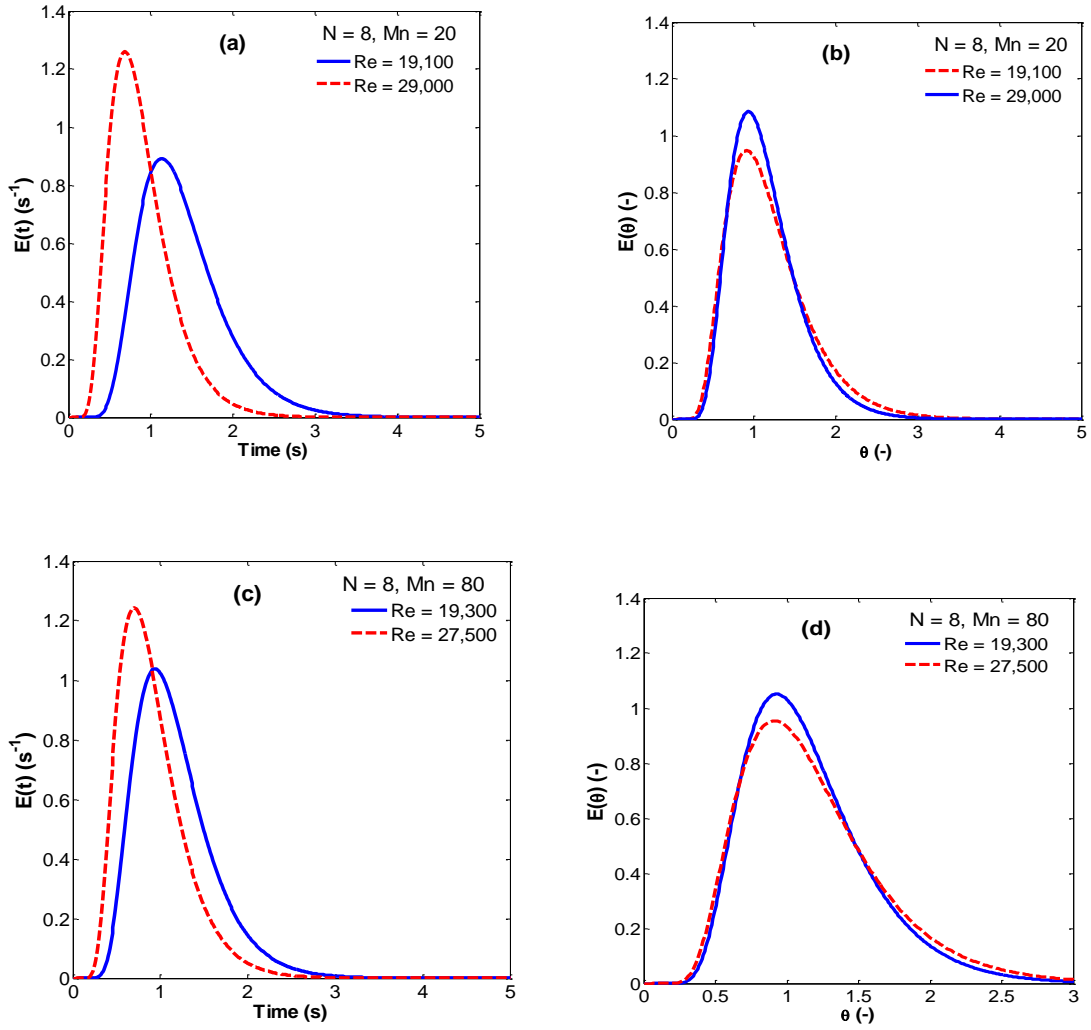 (a)
N = 8, Mn = 20
Re = 19,100
Re = 29,000
E(t) (s-1)
1.4
1.2
1
0.8
0.6
0.4
0.2
0
0 1 2 3 4 5
Time (s)
(b)
N = 8, Mn = 20
Re = 19,100
Re = 29,000
E(θ) (-)
1.4
1.2
1
0.8
0.6
0.4
0.2
0
0 1 2 3 4 5
θ (-)
(c)
N = 8, Mn = 80
Re = 19,300
Re = 27,500
E(t) (s-1)
1.4
1.2
1
0.8
0.6
0.4
0.2
0
0 1 2 3 4 5
Time (s)
(d)
N = 8, Mn = 80
Re = 19,300
Re = 27,500
E(θ) (-)
1.4
1.2
1
0.8
0.6
0.4
0.2
0
0 0.5 1 1.5 2 2.5 3
θ (-)